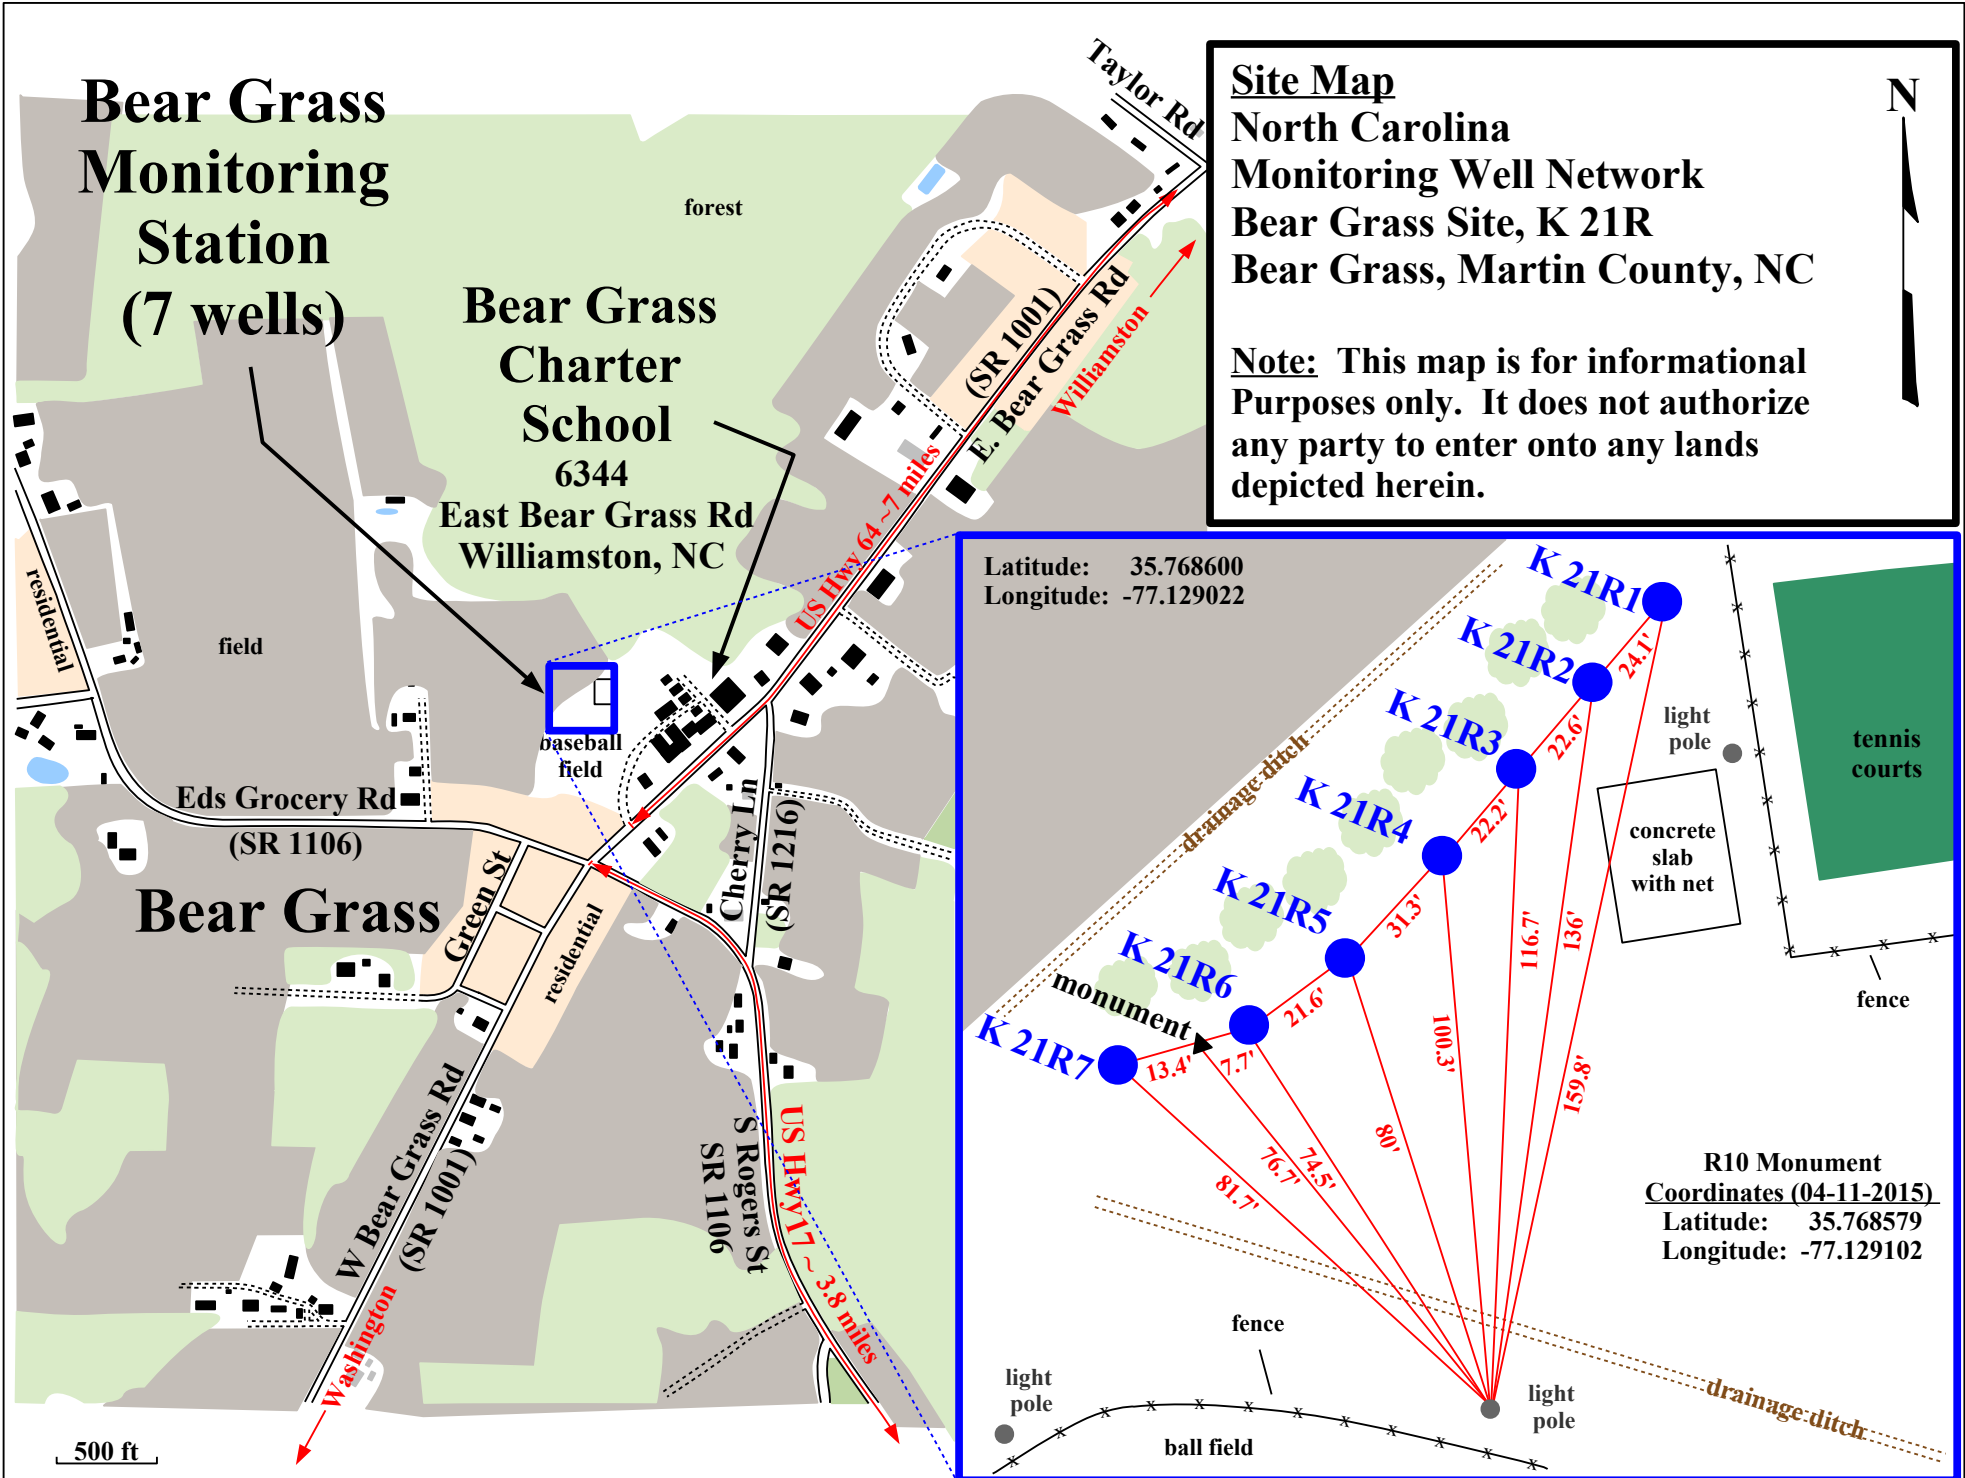 Bear Grass
Monitoring
Station
(7 wells)
Bear Grass
Charter
School
6344
East Bear Grass Rd
Williamston, NC
forest
Taylor Rd
(SR 1001)
E. Bear Grass Rd
Williamston
US Hwy 64 ~7 miles
residential
field
baseball
field
Eds Grocery Rd
(SR 1106)
Bear Grass
Green St
residential
Cherry Ln
(SR 1216)
W Bear Grass Rd
(SR 1001)
Washington
S Rogers St
SR 1106
US Hwy17 ~ 3.8 miles
500 ft
Site Map
North Carolina
Monitoring Well Network
Bear Grass Site, K 21R
Bear Grass, Martin County, NC
Note: This map is for informational
Purposes only. It does not authorize
any party to enter onto any lands
depicted herein.
N
Latitude: 35.768600
Longitude: -77.129022
K 21R1
K 21R2
K 21R3
K 21R4
K 21R5
K 21R6
K 21R7
monument
drainage ditch
24.1'
22.6'
22.2'
31.3'
21.6'
7.7'
13.4'
81.7'
76.7'
74.5'
80'
100.3'
116.7'
136'
159.8'
light
pole
tennis
courts
concrete
slab
with net
fence
R10 Monument
Coordinates (04-11-2015)
Latitude: 35.768579
Longitude: -77.129102
fence
light
pole
ball field
light
pole
drainage ditch